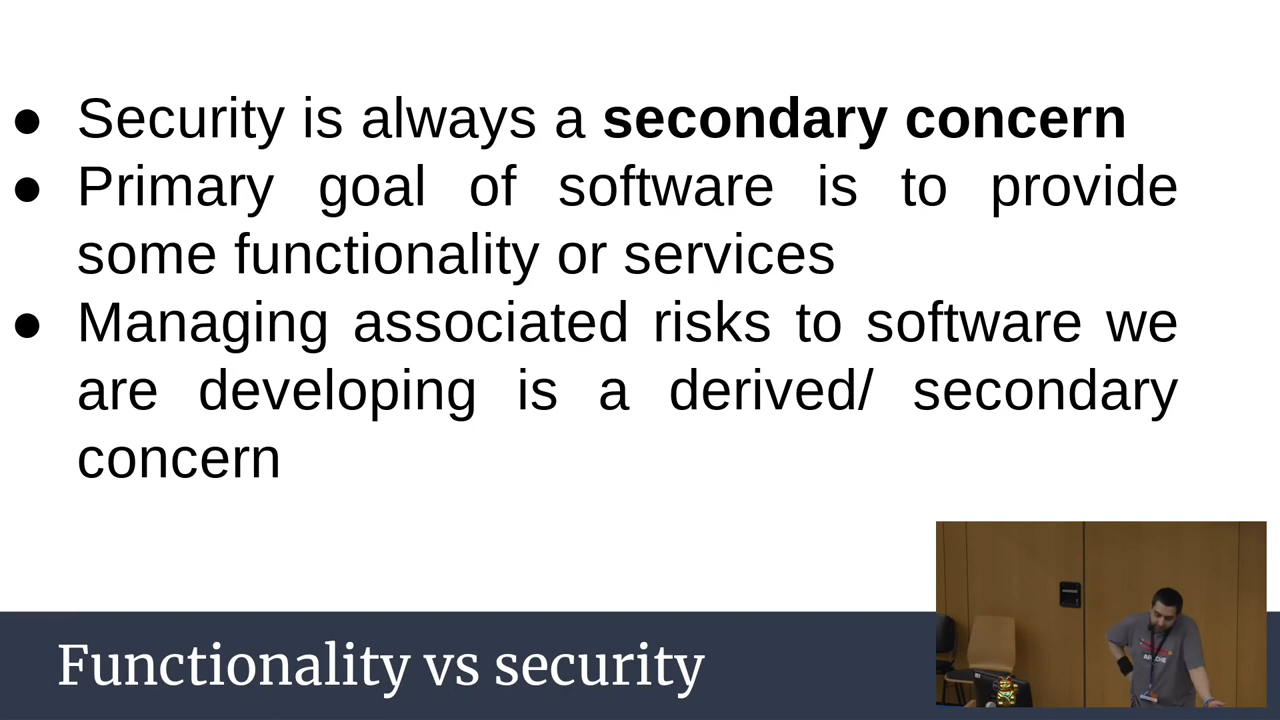 ● Security is always a secondary concern
● Primary goal of software is to provide
some functionality or services
● Managing associated risks to software we
are developing is a derived/ secondary
concern
Functionality vs security
APACHE